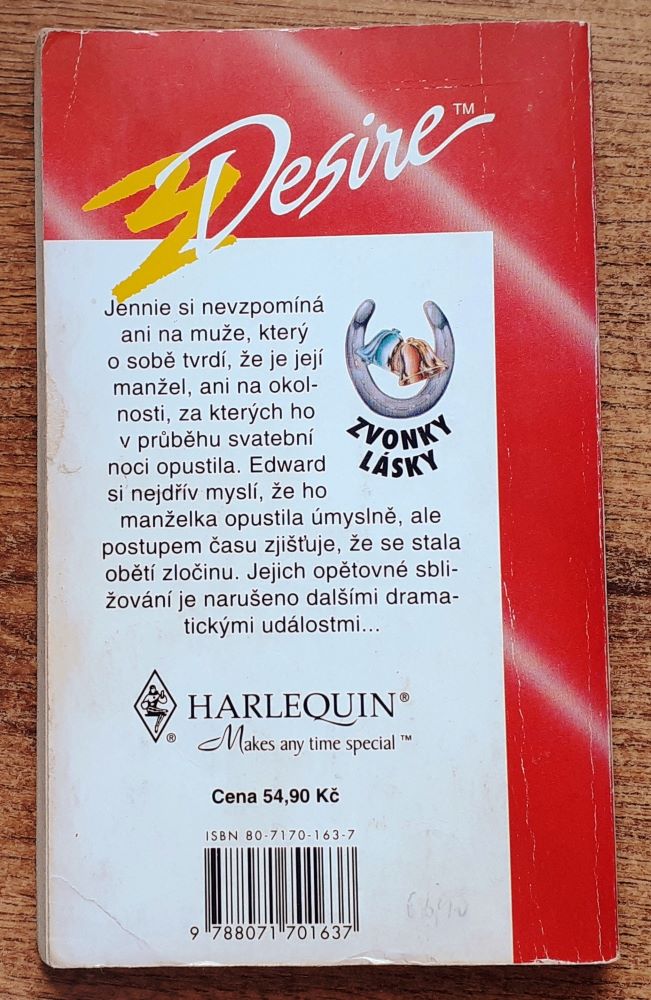 Desire™
Jennie si nevzpomíná
ani na muže, který
o sobě tvrdí, že je její
manžel, ani na okol-
nosti, za kterých ho
v průběhu svatební
noci opustila. Edward
si nejdřív myslí, že ho
manželka opustila úmyslně, ale
postupem času zjišťuje, že se stala
obětí zločinu. Jejich opětovné sbli-
žování je narušeno dalšími drama-
tickými událostmi...
ZVONKY
LÁSKY
HARLEQUIN®
®
Makes any time special™
Cena 54,90 Kč
ISBN 80-7170-163-7
9 788071 701637